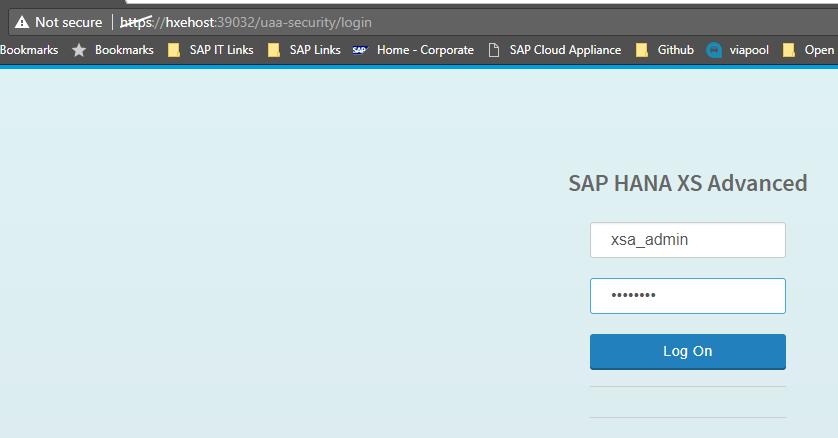 Not secure https://hxehost:39032/uaa-security/login
Bookmarks Bookmarks SAP IT Links SAP Links SAP Home - Corporate SAP Cloud Appliance Github viapool Open
SAP HANA XS Advanced
xsa_admin
••••••••
Log On